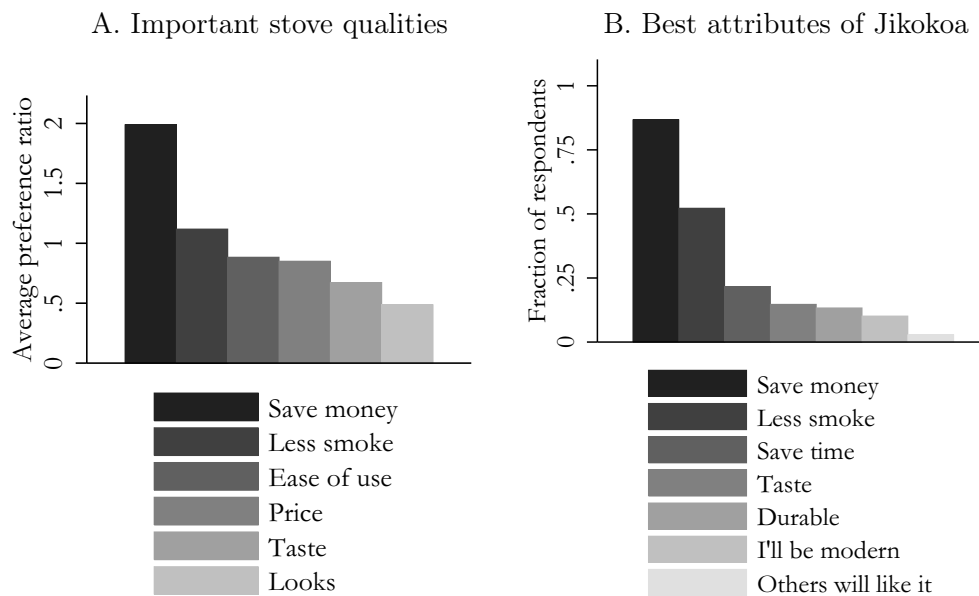 A. Important stove qualities
Average preference ratio
2
1.5
1
.5
0
Save money
Less smoke
Ease of use
Price
Taste
Looks
B. Best attributes of Jikokoa
Fraction of respondents
1
.75
.5
.25
0
Save money
Less smoke
Save time
Taste
Durable
I'll be modern
Others will like it